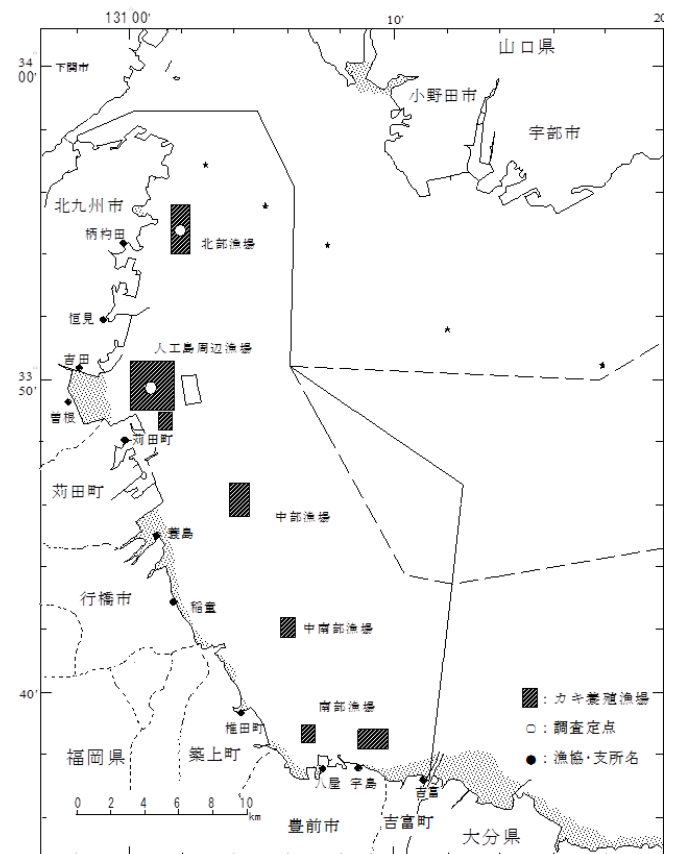 131 00'
10'
20
34
00'
下関市
山口県
小野田市
宇部市
北九州市
柄杓田
北部漁場
恒見
人工島周辺漁場
吉田
33
50'
曽根
苅田町
苅田町
中部漁場
蓑島
行橋市
稲童
中南部漁場
40'
南部漁場
:カキ養殖漁場
椎田町
:調査定点
福岡県
築上町
:漁協・支所名
八屋
宇島
吉富
0 2 4 6 8 10
km
豊前市
吉富町
大分県